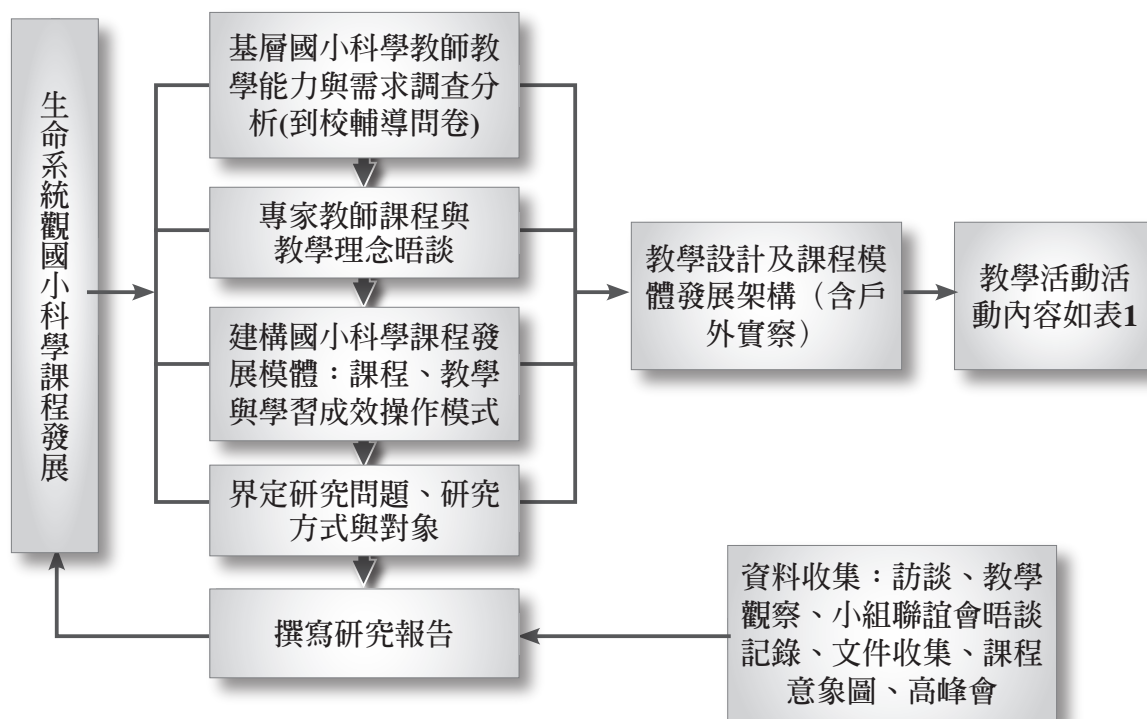 生命系統觀國小科學課程發展
基層國小科學教師教
學能力與需求調查分
析(到校輔導問卷)
專家教師課程與
教學理念晤談
建構國小科學課程發
展模體：課程、教學
與學習成效操作模式
界定研究問題、研究
方式與對象
撰寫研究報告
教學設計及課程模
體發展架構（含戶
外實察）
教學活動活
動內容如表1
資料收集：訪談、教學
觀察、小組聯誼會晤談
記錄、文件收集、課程
意象圖、高峰會